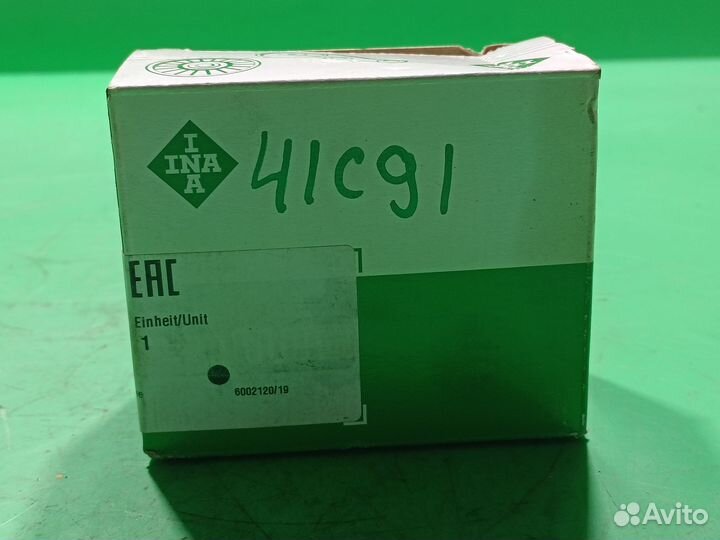 I
INA
A
41C91
EAC
Einheit/Unit
1
6002120/19
Avito